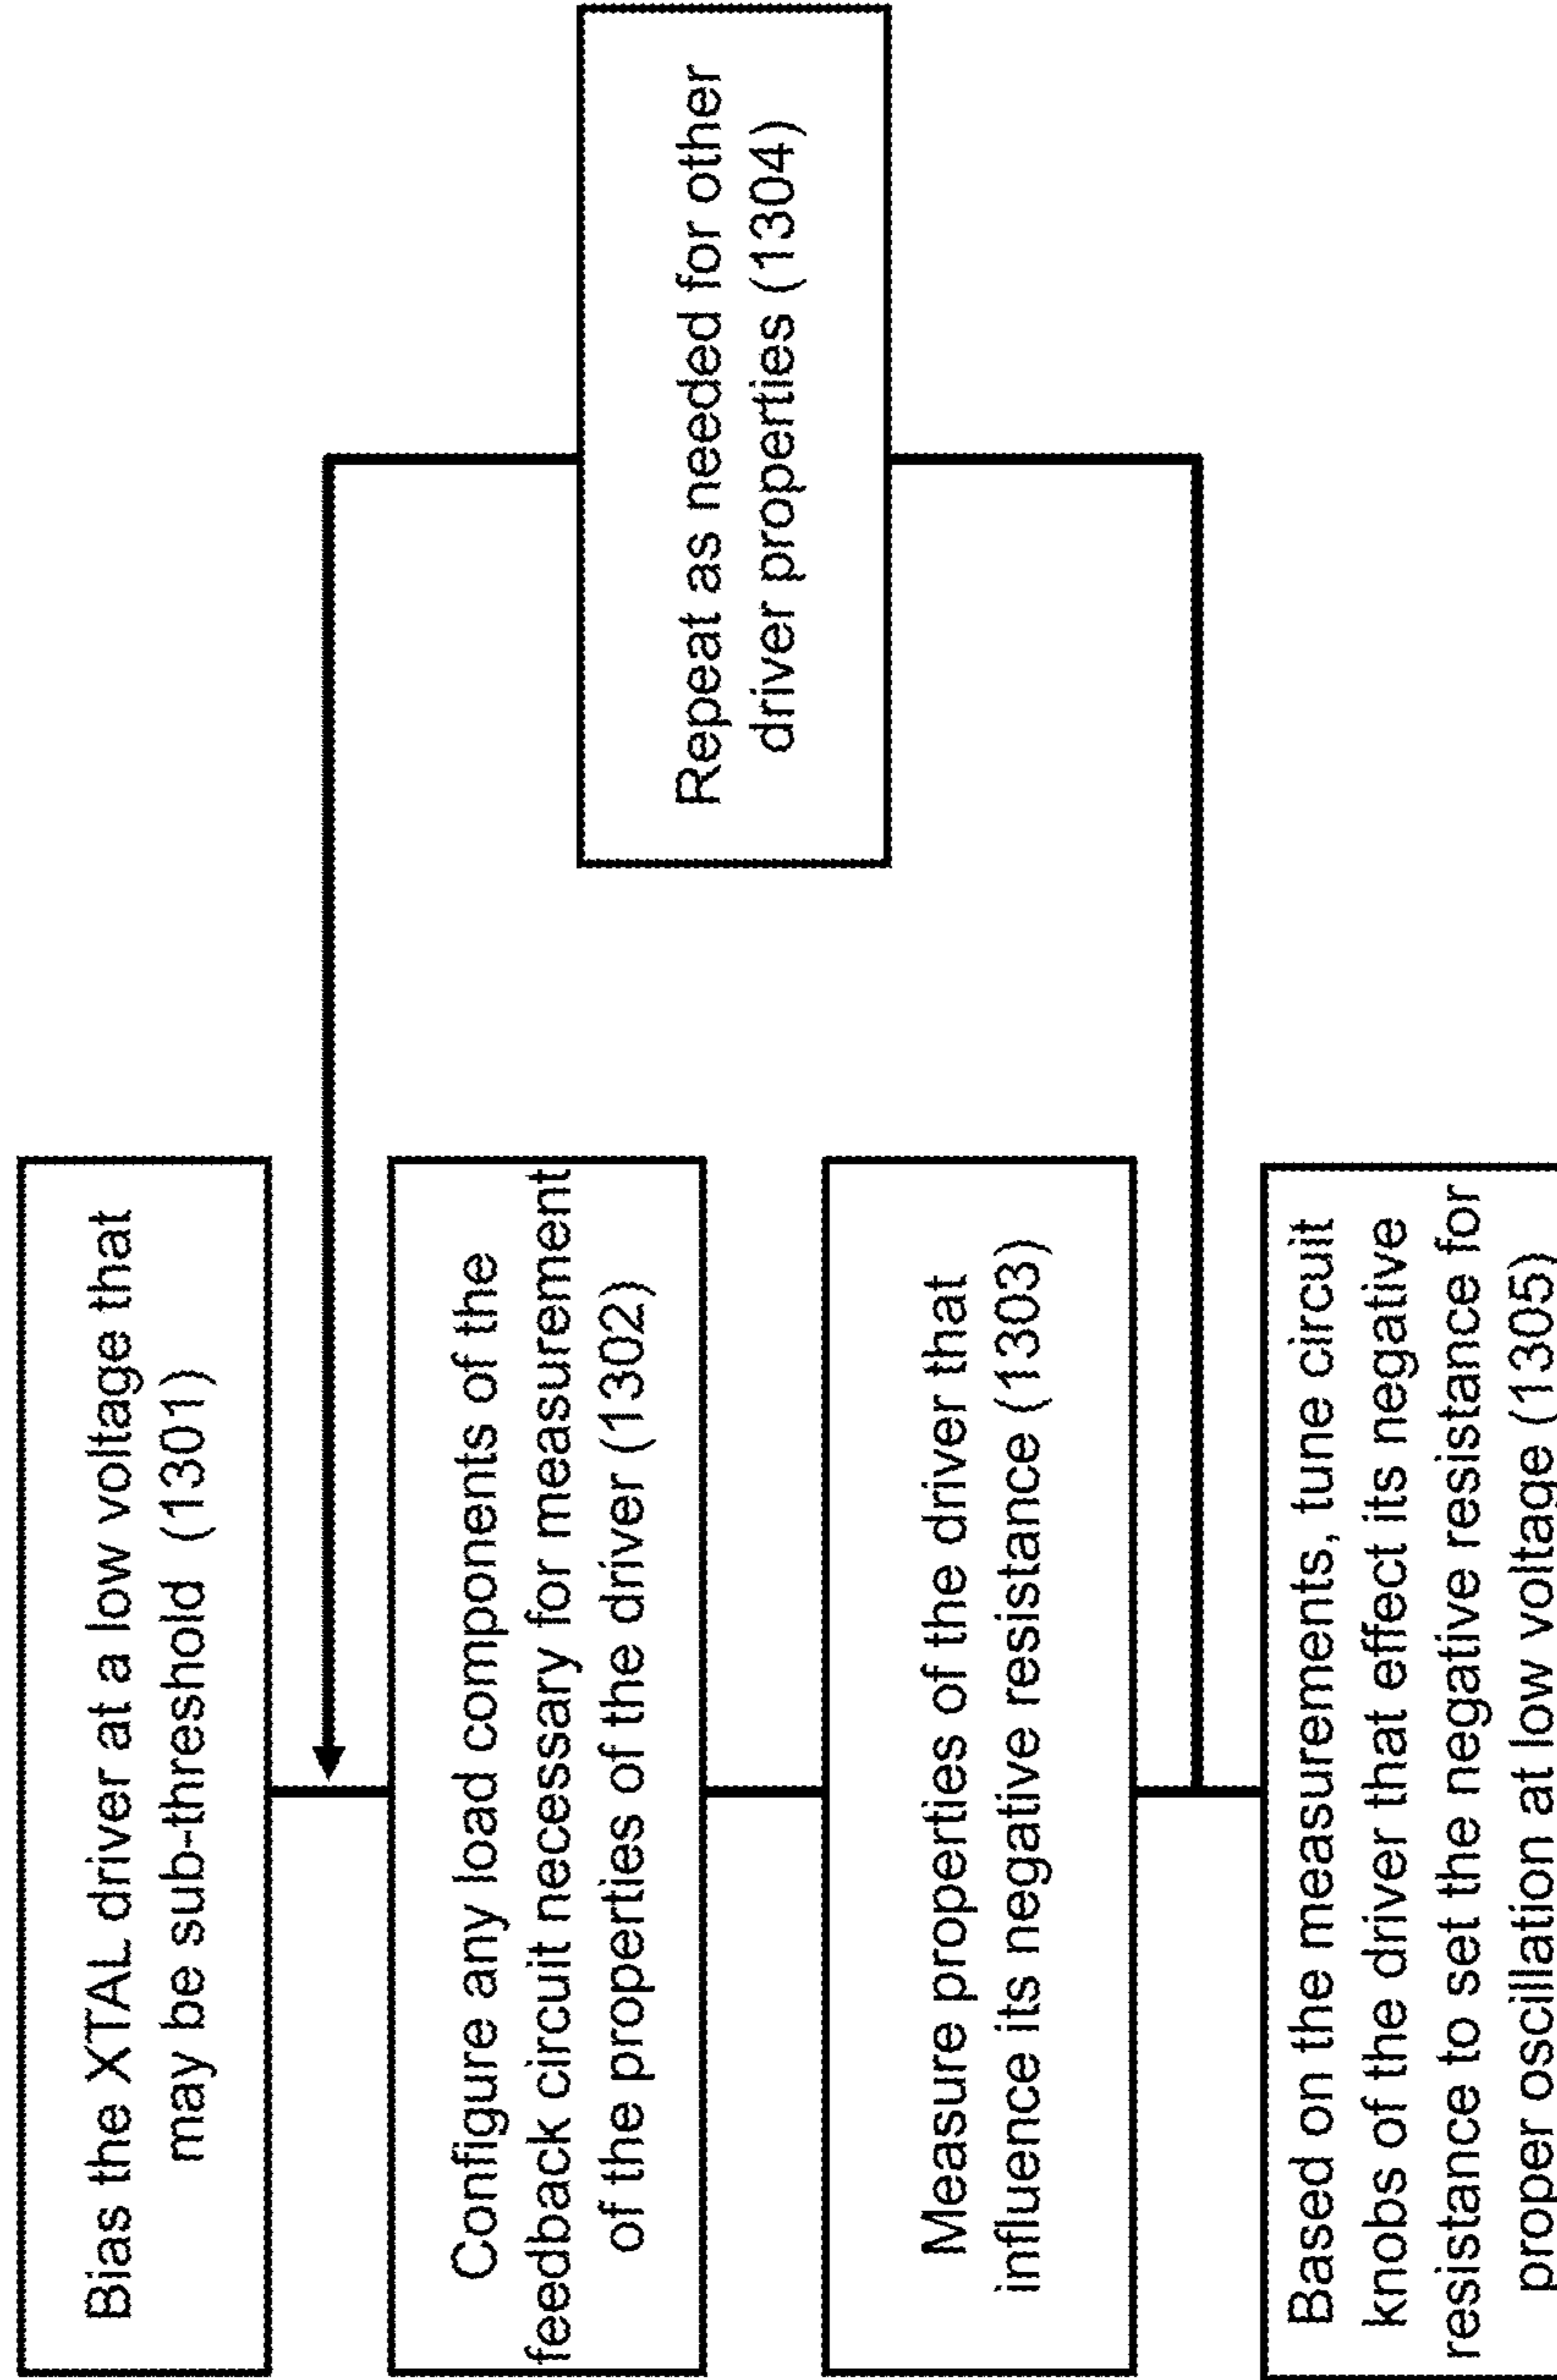 Bias the XTAL driver at a low voltage that
may be sub-threshold (1301)
Configure any load components of the
feedback circuit necessary for measurement
of the properties of the driver (1302)
Measure properties of the driver that
influence its negative resistance (1303)
Repeat as needed for other
driver properties (1304)
Based on the measurements, tune circuit
knobs of the driver that effect its negative
resistance to set the negative resistance for
proper oscillation at low voltage (1305)